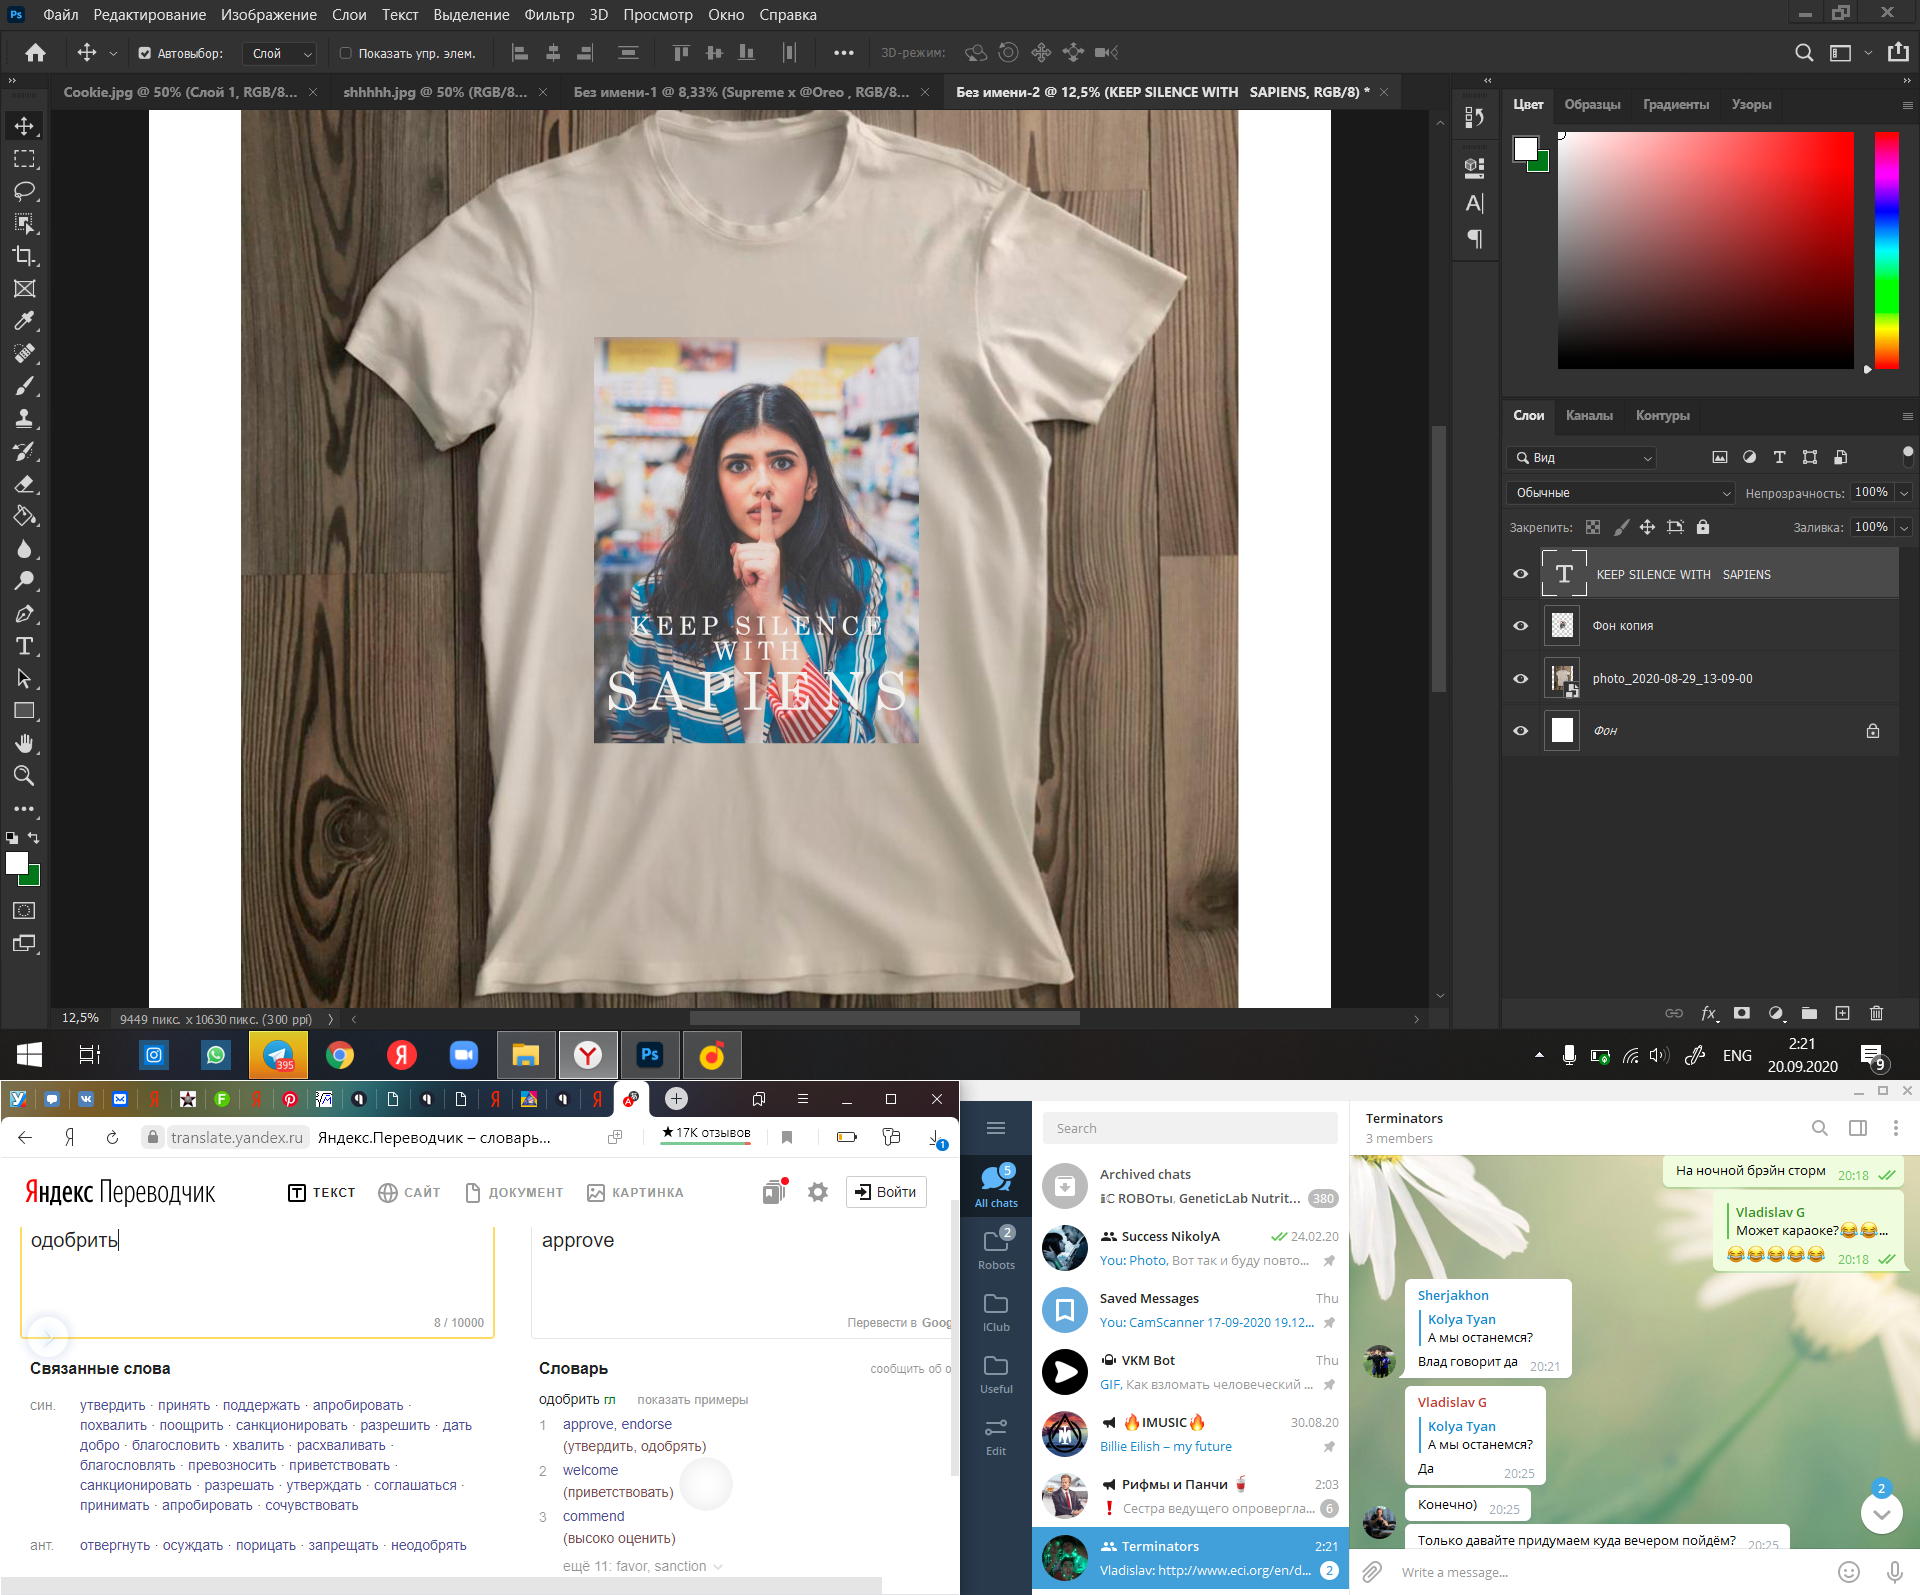 Ps Файл Редактирование Изображение Слои Текст Выделение Фильтр 3D Просмотр Окно Справка
Автовыбор: Слой Показать упр. элем. 3D-режим:
Cookie.jpg @ 50% (Слой 1, RGB/8... shhhhh.jpg @ 50% (RGB/8... Без имени-1 @ 8,33% (Supreme x @Oreo , RGB/8... Без имени-2 @ 12,5% (KEEP SILENCE WITH SAPIENS, RGB/8) *
Цвет Образцы Градиенты Узоры
KEEP SILENCE
WITH
SAPIENS
Слои Каналы Контуры
Вид
Обычные Непрозрачность: 100%
Закрепить: Заливка: 100%
KEEP SILENCE WITH SAPIENS
Фон копия
photo_2020-08-29_13-09-00
Фон
12,5% 9449 пикс. x 10630 пикс. (300 ppi)
395
Ps
ENG
2:21
20.09.2020
9
translate.yandex.ru Яндекс.Переводчик – словарь... ★17K отзывов 1
Яндекс Переводчик ТЕКСТ САЙТ ДОКУМЕНТ КАРТИНКА Войти
одобрить
8 / 10000
approve
Перевести в Goog
Связанные слова
син. утвердить · принять · поддержать · апробировать ·
похвалить · поощрить · санкционировать · разрешить · дать
добро · благословить · хвалить · расхваливать ·
благословлять · превозносить · приветствовать ·
санкционировать · разрешать · утверждать · соглашаться ·
принимать · апробировать · сочувствовать
ант. отвергнуть · осуждать · порицать · запрещать · неодобрять
Словарь сообщить об о
одобрить гл показать примеры
1 approve, endorse
(утвердить, одобрять)
2 welcome
(приветствовать)
3 commend
(высоко оценить)
ещё 11: favor, sanction
5
All chats
2
Robots
IClub
Useful
Edit
Search
Archived chats
ROBOты, GeneticLab Nutrit... 380
Success NikolyA 24.02.20
You: Photo, Вот так и буду повто...
Saved Messages Thu
You: CamScanner 17-09-2020 19.12...
VKM Bot Thu
GIF, Как взломать человеческий ...
🔥IMUSIC🔥 30.08.20
Billie Eilish – my future
Рифмы и Панчи 🥤 2:03
❗ Сестра ведущего опроверг­ла... 6
Terminators 2:21
Vladislav: http://www.eci.org/en/d... 2
Terminators
3 members
На ночной брэйн сторм 20:18
Vladislav G
Может караоке?😂😂...
😂😂😂😂😂 20:18
Sherjakhon
Kolya Tyan
А мы останемся?
Влад говорит да 20:21
Vladislav G
Kolya Tyan
А мы останемся?
Да 20:25
Конечно) 20:25
Только давайте придумаем куда вечером пойдём? 20:25
2
Write a message...